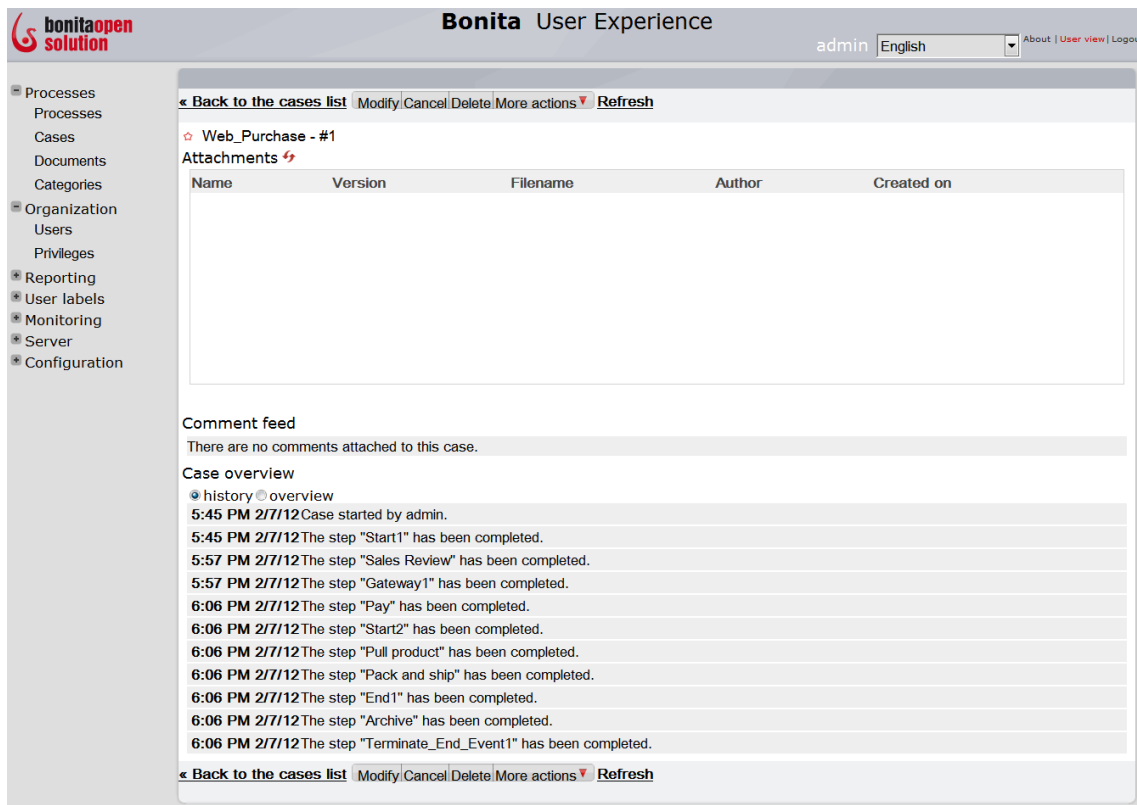 bonitaopen
solution
Bonita User Experience
admin English About | User view | Logou
Processes
Processes
Cases
Documents
Categories
Organization
Users
Privileges
Reporting
User labels
Monitoring
Server
Configuration
« Back to the cases list Modify Cancel Delete More actions Refresh
Web_Purchase - #1
Attachments
Name Version Filename Author Created on
Comment feed
There are no comments attached to this case.
Case overview
history overview
5:45 PM 2/7/12 Case started by admin.
5:45 PM 2/7/12 The step "Start1" has been completed.
5:57 PM 2/7/12 The step "Sales Review" has been completed.
5:57 PM 2/7/12 The step "Gateway1" has been completed.
6:06 PM 2/7/12 The step "Pay" has been completed.
6:06 PM 2/7/12 The step "Start2" has been completed.
6:06 PM 2/7/12 The step "Pull product" has been completed.
6:06 PM 2/7/12 The step "Pack and ship" has been completed.
6:06 PM 2/7/12 The step "End1" has been completed.
6:06 PM 2/7/12 The step "Archive" has been completed.
6:06 PM 2/7/12 The step "Terminate_End_Event1" has been completed.
« Back to the cases list Modify Cancel Delete More actions Refresh